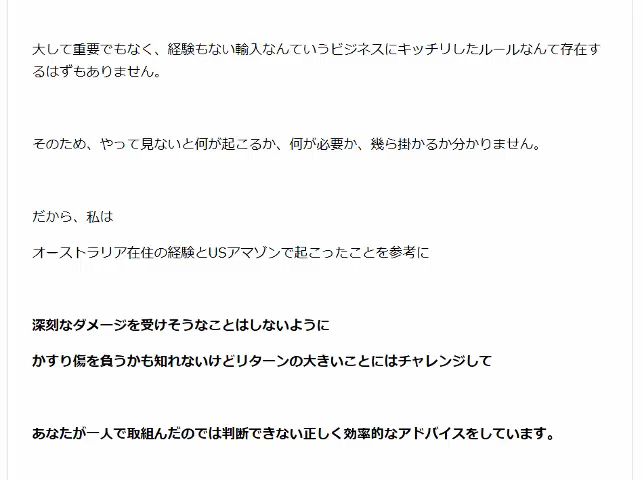 大して重要でもなく、経験もない輸入なんていうビジネスにキッチリしたルールなんて存在す
るはずもありません。
そのため、やって見ないと何が起こるか、何が必要か、幾ら掛かるか分かりません。
だから、私は
オーストラリア在住の経験とUSアマゾンで起こったことを参考に
深刻なダメージを受けそうなことはしないように
かすり傷を負うかも知れないけどリターンの大きいことにはチャレンジして
あなたが一人で取組んだのでは判断できない正しく効率的なアドバイスをしています。